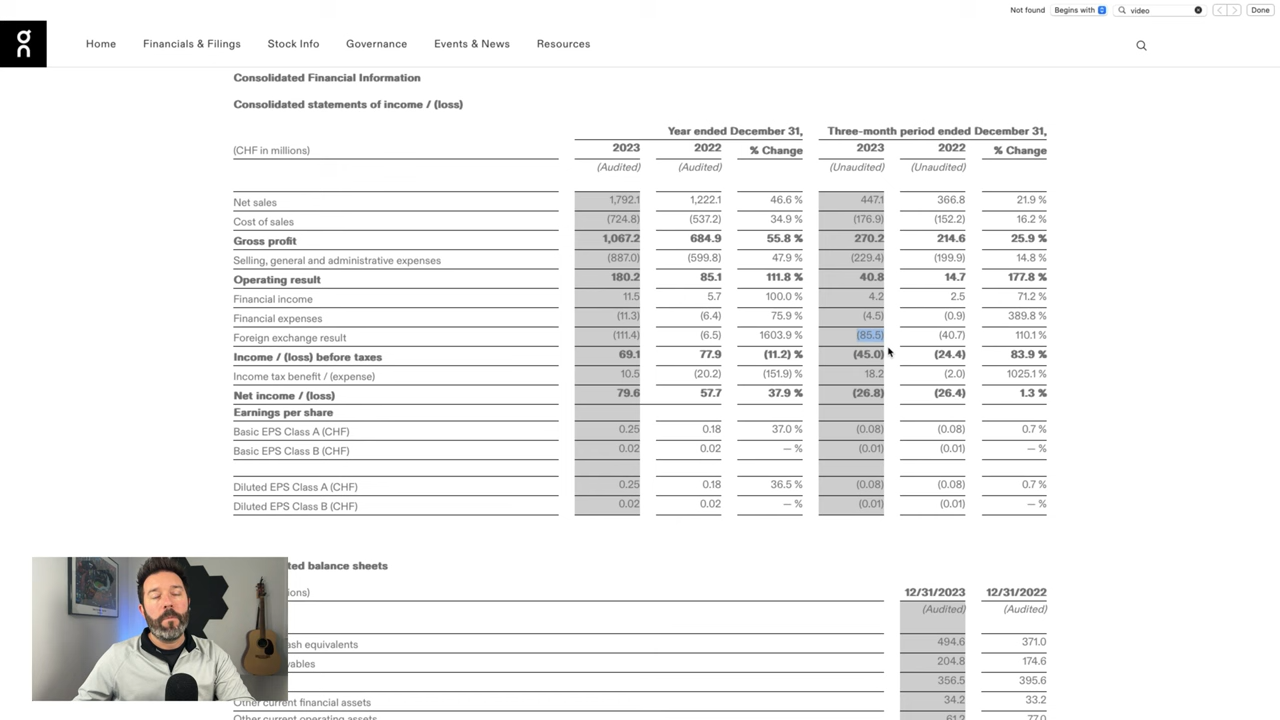 Not found Begins with video Done
on
Home Financials & Filings Stock Info Governance Events & News Resources
Consolidated Financial Information
Consolidated statements of income / (loss)
Year ended December 31, Three-month period ended December 31,
(CHF in millions) 2023 2022 % Change 2023 2022 % Change
(Audited) (Audited) (Unaudited) (Unaudited)
Net sales 1,792.1 1,222.1 46.6 % 447.1 366.8 21.9 %
Cost of sales (724.8) (537.2) 34.9 % (176.9) (152.2) 16.2 %
Gross profit 1,067.2 684.9 55.8 % 270.2 214.6 25.9 %
Selling, general and administrative expenses (887.0) (599.8) 47.9 % (229.4) (199.9) 14.8 %
Operating result 180.2 85.1 111.8 % 40.8 14.7 177.8 %
Financial income 11.5 5.7 100.0 % 4.2 2.5 71.2 %
Financial expenses (11.3) (6.4) 75.9 % (4.5) (0.9) 389.8 %
Foreign exchange result (111.4) (6.5) 1603.9 % (85.5) (40.7) 110.1 %
Income / (loss) before taxes 69.1 77.9 (11.2) % (45.0) (24.4) 83.9 %
Income tax benefit / (expense) 10.5 (20.2) (151.9) % 18.2 (2.0) 1025.1 %
Net income / (loss) 79.6 57.7 37.9 % (26.8) (26.4) 1.3 %
Earnings per share
Basic EPS Class A (CHF) 0.25 0.18 37.0 % (0.08) (0.08) 0.7 %
Basic EPS Class B (CHF) 0.02 0.02 — % (0.01) (0.01) — %
Diluted EPS Class A (CHF) 0.25 0.18 36.5 % (0.08) (0.08) 0.7 %
Diluted EPS Class B (CHF) 0.02 0.02 — % (0.01) (0.01) — %
ted balance sheets
ions) 12/31/2023 12/31/2022
(Audited) (Audited)
ash equivalents 494.6 371.0
vables 204.8 174.6
356.5 395.6
Other current financial assets 34.2 33.2
Other current operating assets 61.2 77.0